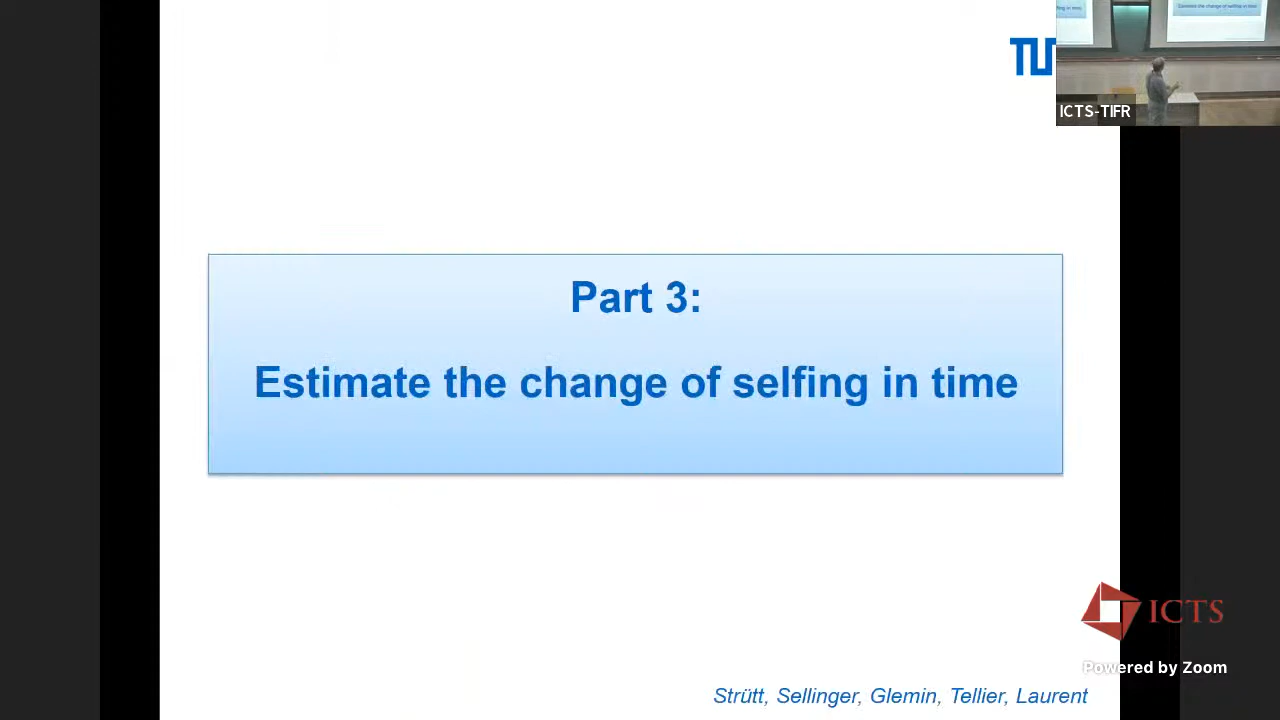 TU
ICTS-TIFR
Part 3:
Estimate the change of selfing in time
ICTS
Powered by Zoom
Strütt, Sellinger, Glemin, Tellier, Laurent